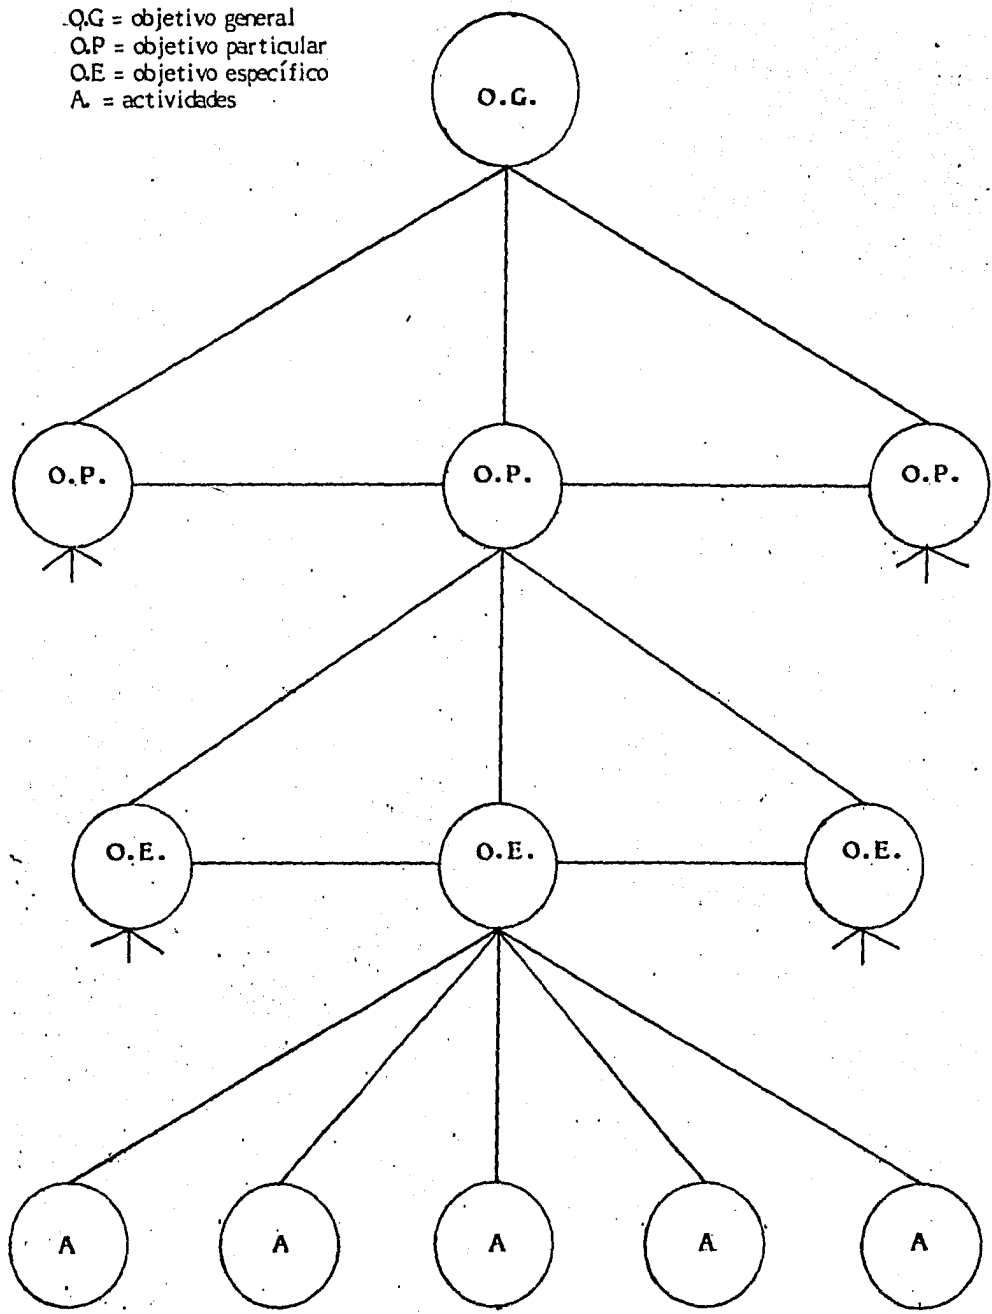 O.G = objetivo general
O.P = objetivo particular
O.E = objetivo específico
A. = actividades
O.G.
O.P. O.P. O.P.
O.E. O.E. O.E.
A A A A A